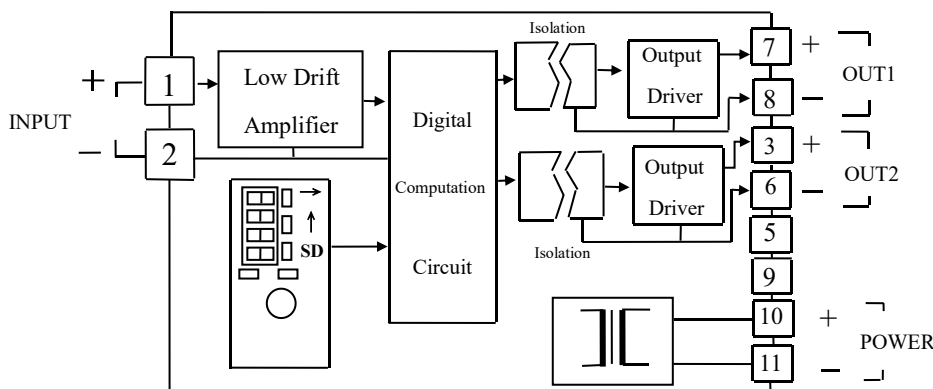 Isolation
7 +
OUT1
Output
Driver
8 −
+ 1
Low Drift
Amplifier
INPUT
− 2
Digital
Computation
Circuit
3 +
OUT2
Output
Driver
6 −
Isolation
SD
5
9
10 +
POWER
11 −